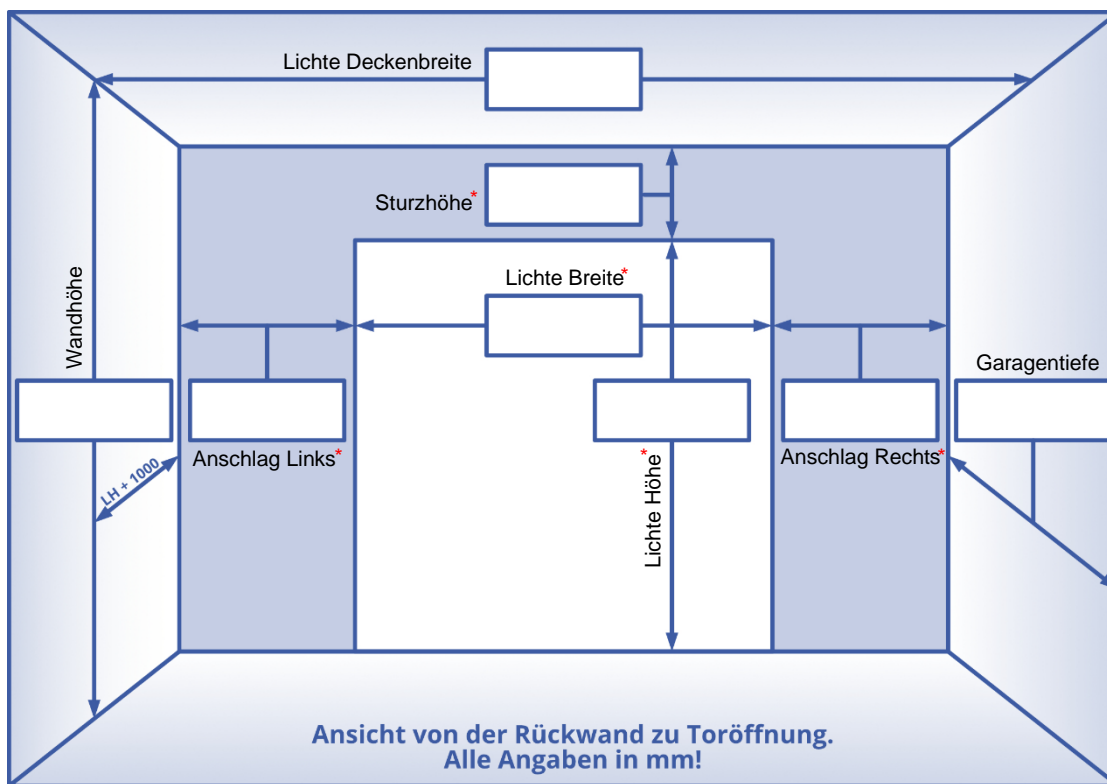 Lichte Deckenbreite
Sturzhöhe*
Lichte Breite*
Wandhöhe
Garagentiefe
Anschlag Links*
Lichte Höhe*
Anschlag Rechts*
LH + 1000
Ansicht von der Rückwand zu Toröffnung.
Alle Angaben in mm!